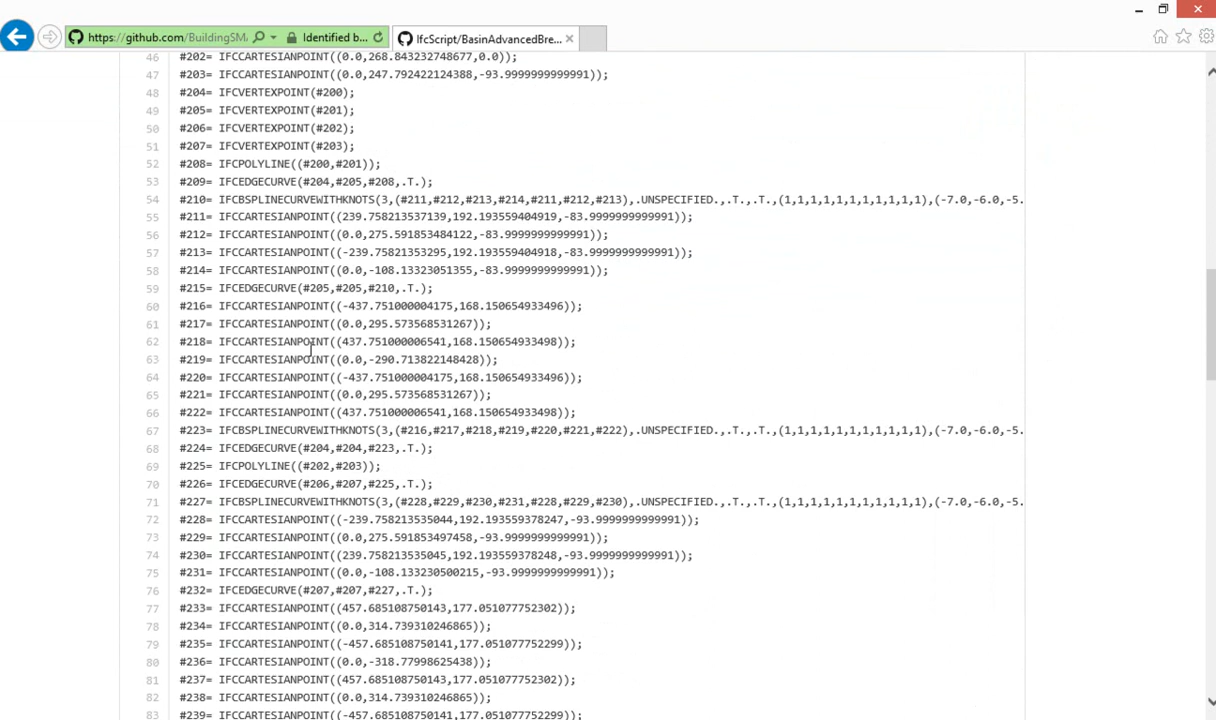 https://github.com/BuildingSM
Identified b...
IfcScript/BasinAdvancedBre...
46 #202= IFCCARTESIANPOINT((0.0,268.843232748677,0.0));
47 #203= IFCCARTESIANPOINT((0.0,247.792422124388,-93.9999999999991));
48 #204= IFCVERTEXPOINT(#200);
49 #205= IFCVERTEXPOINT(#201);
50 #206= IFCVERTEXPOINT(#202);
51 #207= IFCVERTEXPOINT(#203);
52 #208= IFCPOLYLINE((#200,#201));
53 #209= IFCEDGECURVE(#204,#205,#208,.T.);
54 #210= IFCBSPLINECURVEWITHKNOTS(3,(#211,#212,#213,#214,#211,#212,#213),.UNSPECIFIED.,.T.,.T.,(1,1,1,1,1,1,1,1,1,1,1),(-7.0,-6.0,-5.
55 #211= IFCCARTESIANPOINT((239.758213537139,192.193559404919,-83.9999999999991));
56 #212= IFCCARTESIANPOINT((0.0,275.591853484122,-83.9999999999991));
57 #213= IFCCARTESIANPOINT((-239.75821353295,192.193559404918,-83.9999999999991));
58 #214= IFCCARTESIANPOINT((0.0,-108.13323051355,-83.9999999999991));
59 #215= IFCEDGECURVE(#205,#205,#210,.T.);
60 #216= IFCCARTESIANPOINT((-437.751000004175,168.150654933496));
61 #217= IFCCARTESIANPOINT((0.0,295.573568531267));
62 #218= IFCCARTESIANPOINT((437.751000006541,168.150654933498));
63 #219= IFCCARTESIANPOINT((0.0,-290.713822148428));
64 #220= IFCCARTESIANPOINT((-437.751000004175,168.150654933496));
65 #221= IFCCARTESIANPOINT((0.0,295.573568531267));
66 #222= IFCCARTESIANPOINT((437.751000006541,168.150654933498));
67 #223= IFCBSPLINECURVEWITHKNOTS(3,(#216,#217,#218,#219,#220,#221,#222),.UNSPECIFIED.,.T.,.T.,(1,1,1,1,1,1,1,1,1,1,1),(-7.0,-6.0,-5.
68 #224= IFCEDGECURVE(#204,#204,#223,.T.);
69 #225= IFCPOLYLINE((#202,#203));
70 #226= IFCEDGECURVE(#206,#207,#225,.T.);
71 #227= IFCBSPLINECURVEWITHKNOTS(3,(#228,#229,#230,#231,#228,#229,#230),.UNSPECIFIED.,.T.,.T.,(1,1,1,1,1,1,1,1,1,1,1),(-7.0,-6.0,-5.
72 #228= IFCCARTESIANPOINT((-239.758213535044,192.193559378247,-93.9999999999991));
73 #229= IFCCARTESIANPOINT((0.0,275.591853497458,-93.9999999999991));
74 #230= IFCCARTESIANPOINT((239.758213535045,192.193559378248,-93.9999999999991));
75 #231= IFCCARTESIANPOINT((0.0,-108.133230500215,-93.9999999999991));
76 #232= IFCEDGECURVE(#207,#207,#227,.T.);
77 #233= IFCCARTESIANPOINT((457.685108750143,177.051077752302));
78 #234= IFCCARTESIANPOINT((0.0,314.739310246865));
79 #235= IFCCARTESIANPOINT((-457.685108750141,177.051077752299));
80 #236= IFCCARTESIANPOINT((0.0,-318.77998625438));
81 #237= IFCCARTESIANPOINT((457.685108750143,177.051077752302));
82 #238= IFCCARTESIANPOINT((0.0,314.739310246865));
83 #239= IFCCARTESIANPOINT((-457.685108750141,177.051077752299));